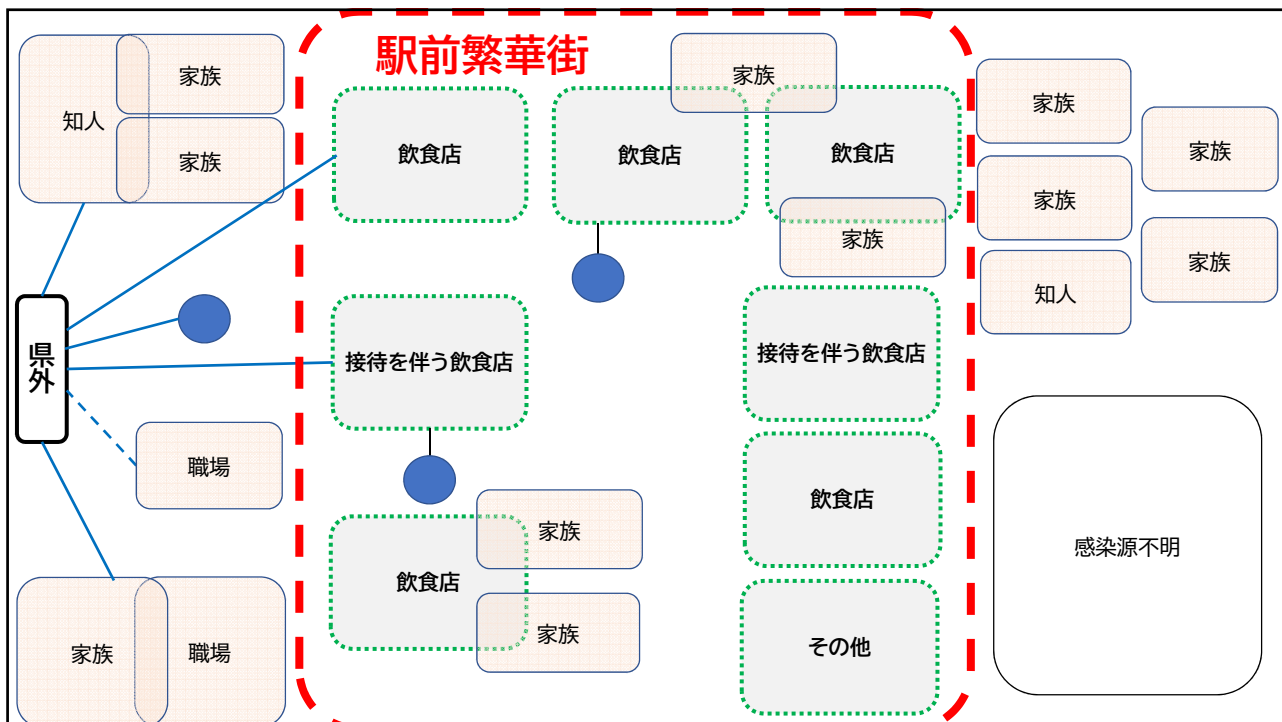 駅前繁華街
知人
家族
家族
県外
職場
家族
職場
飲食店
飲食店
家族
飲食店
家族
接待を伴う飲食店
接待を伴う飲食店
飲食店
家族
家族
飲食店
その他
家族
家族
家族
家族
知人
感染源不明